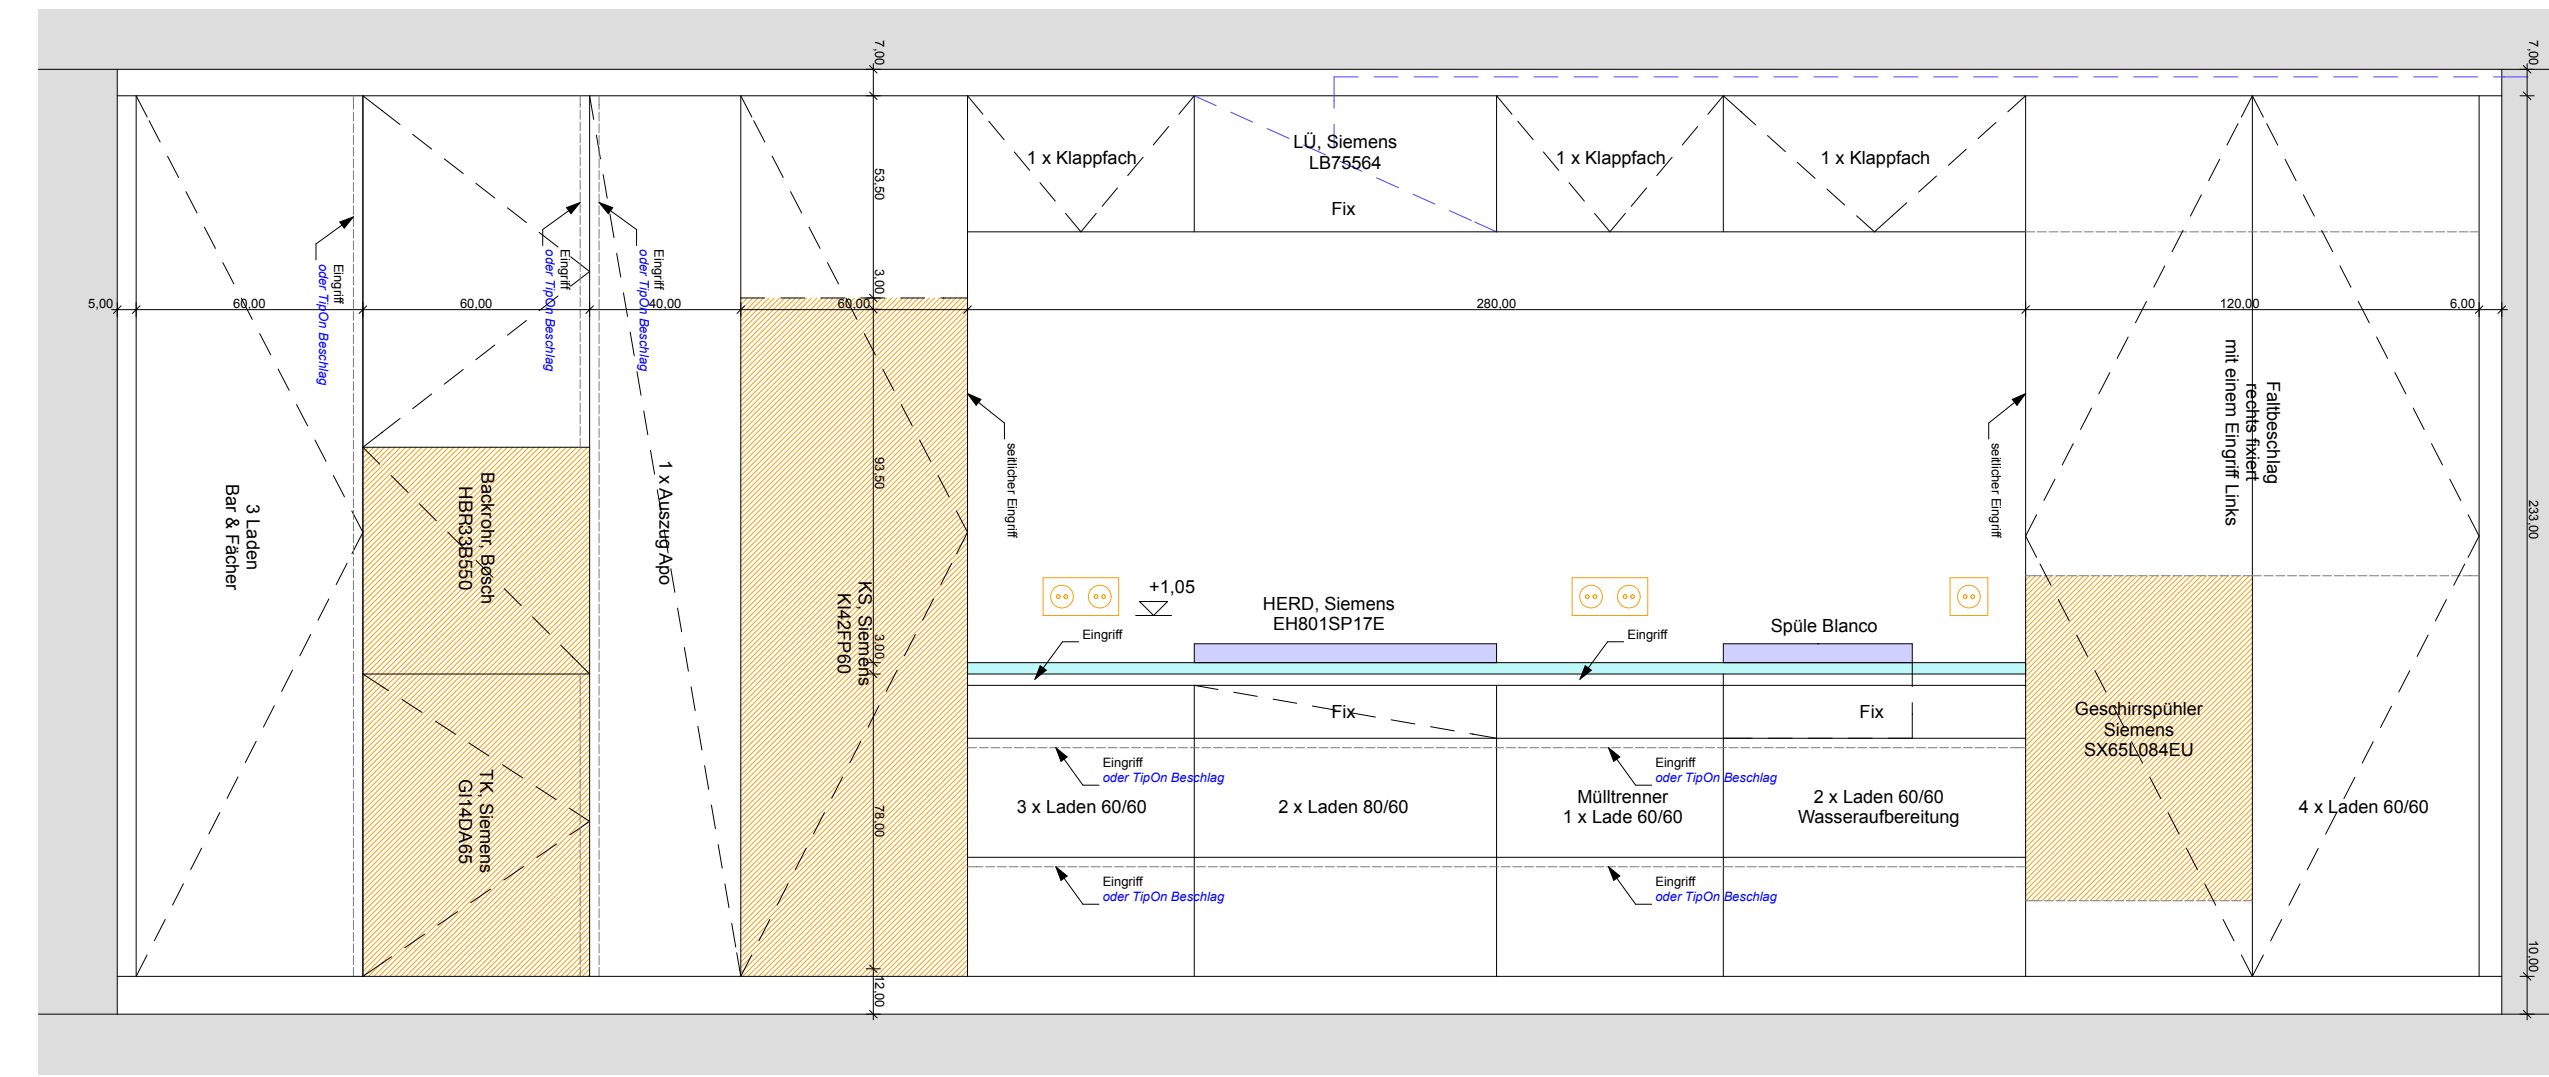 7,00
7,00
1 x Klappfach
LÜ, Siemens
LB75564
Fix
1 x Klappfach
1 x Klappfach
53,50
3,00
Eingriff
oder TipOn Beschlag
Eingriff
oder TipOn Beschlag
Eingriff
oder TipOn Beschlag
5,00
60,00
60,00
40,00
60,00
280,00
120,00
6,00
Faltbeschlag
rechts fixiert
mit einem Eingriff Links
seitlicher Eingriff
seitlicher Eingriff
93,50
233,00
3 Laden
Bar & Fächer
Backrohr, Bosch
HBR33B550
1 x Auszug Apo
KS, Siemens
KI42FP60
3,00
+1,05
HERD, Siemens
EH801SP17E
Eingriff
Eingriff
Spüle Blanco
Fix
Fix
Geschirrspühler
Siemens
SX65L084EU
Eingriff
oder TipOn Beschlag
Eingriff
oder TipOn Beschlag
TK, Siemens
GI14DA65
78,00
3 x Laden 60/60
2 x Laden 80/60
Mülltrenner
1 x Lade 60/60
2 x Laden 60/60
Wasseraufbereitung
4 x Laden 60/60
Eingriff
oder TipOn Beschlag
Eingriff
oder TipOn Beschlag
12,00
10,00